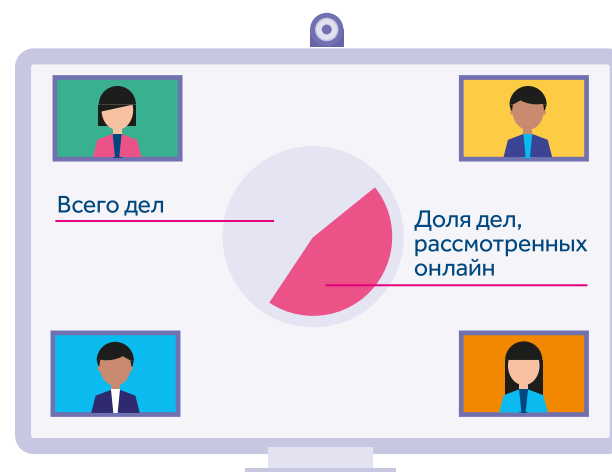 Всего дел
Доля дел,
рассмотренных
онлайн